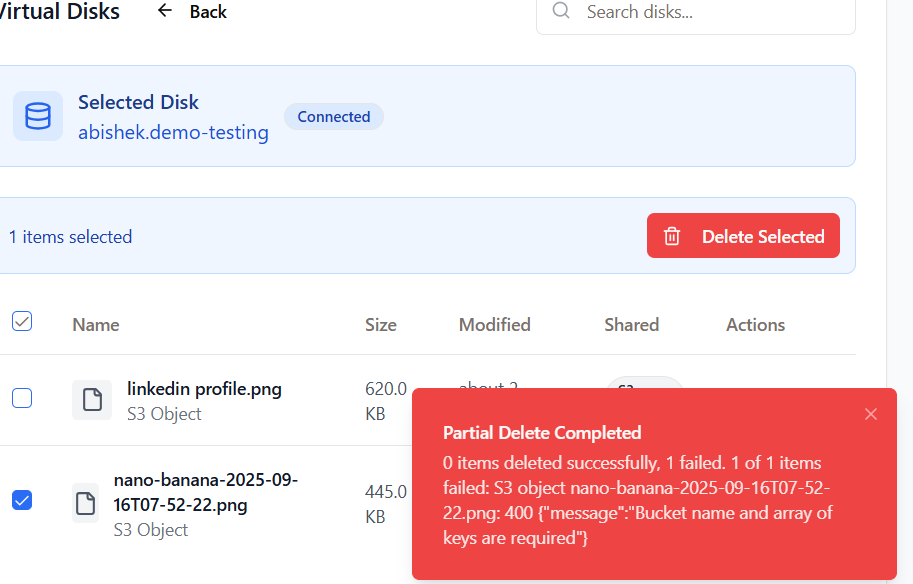 Virtual Disks
Back
Search disks...
Selected Disk
abishek.demo-testing
Connected
1 items selected
Delete Selected
Name Size Modified Shared Actions
linkedin profile.png
S3 Object
620.0
KB
about 2
S3
nano-banana-2025-09-
16T07-52-22.png
S3 Object
445.0
KB
Partial Delete Completed
0 items deleted successfully, 1 failed. 1 of 1 items
failed: S3 object nano-banana-2025-09-16T07-52-
22.png: 400 {"message":"Bucket name and array of
keys are required"}